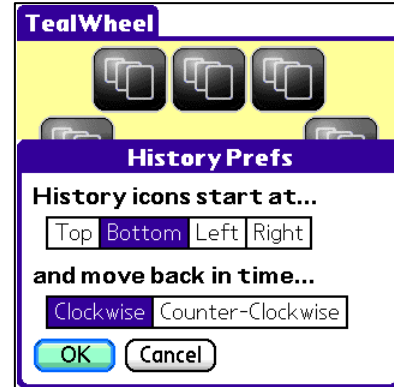 TealWheel
History Prefs
History icons start at...
Top Bottom Left Right
and move back in time...
Clockwise Counter-Clockwise
OK Cancel